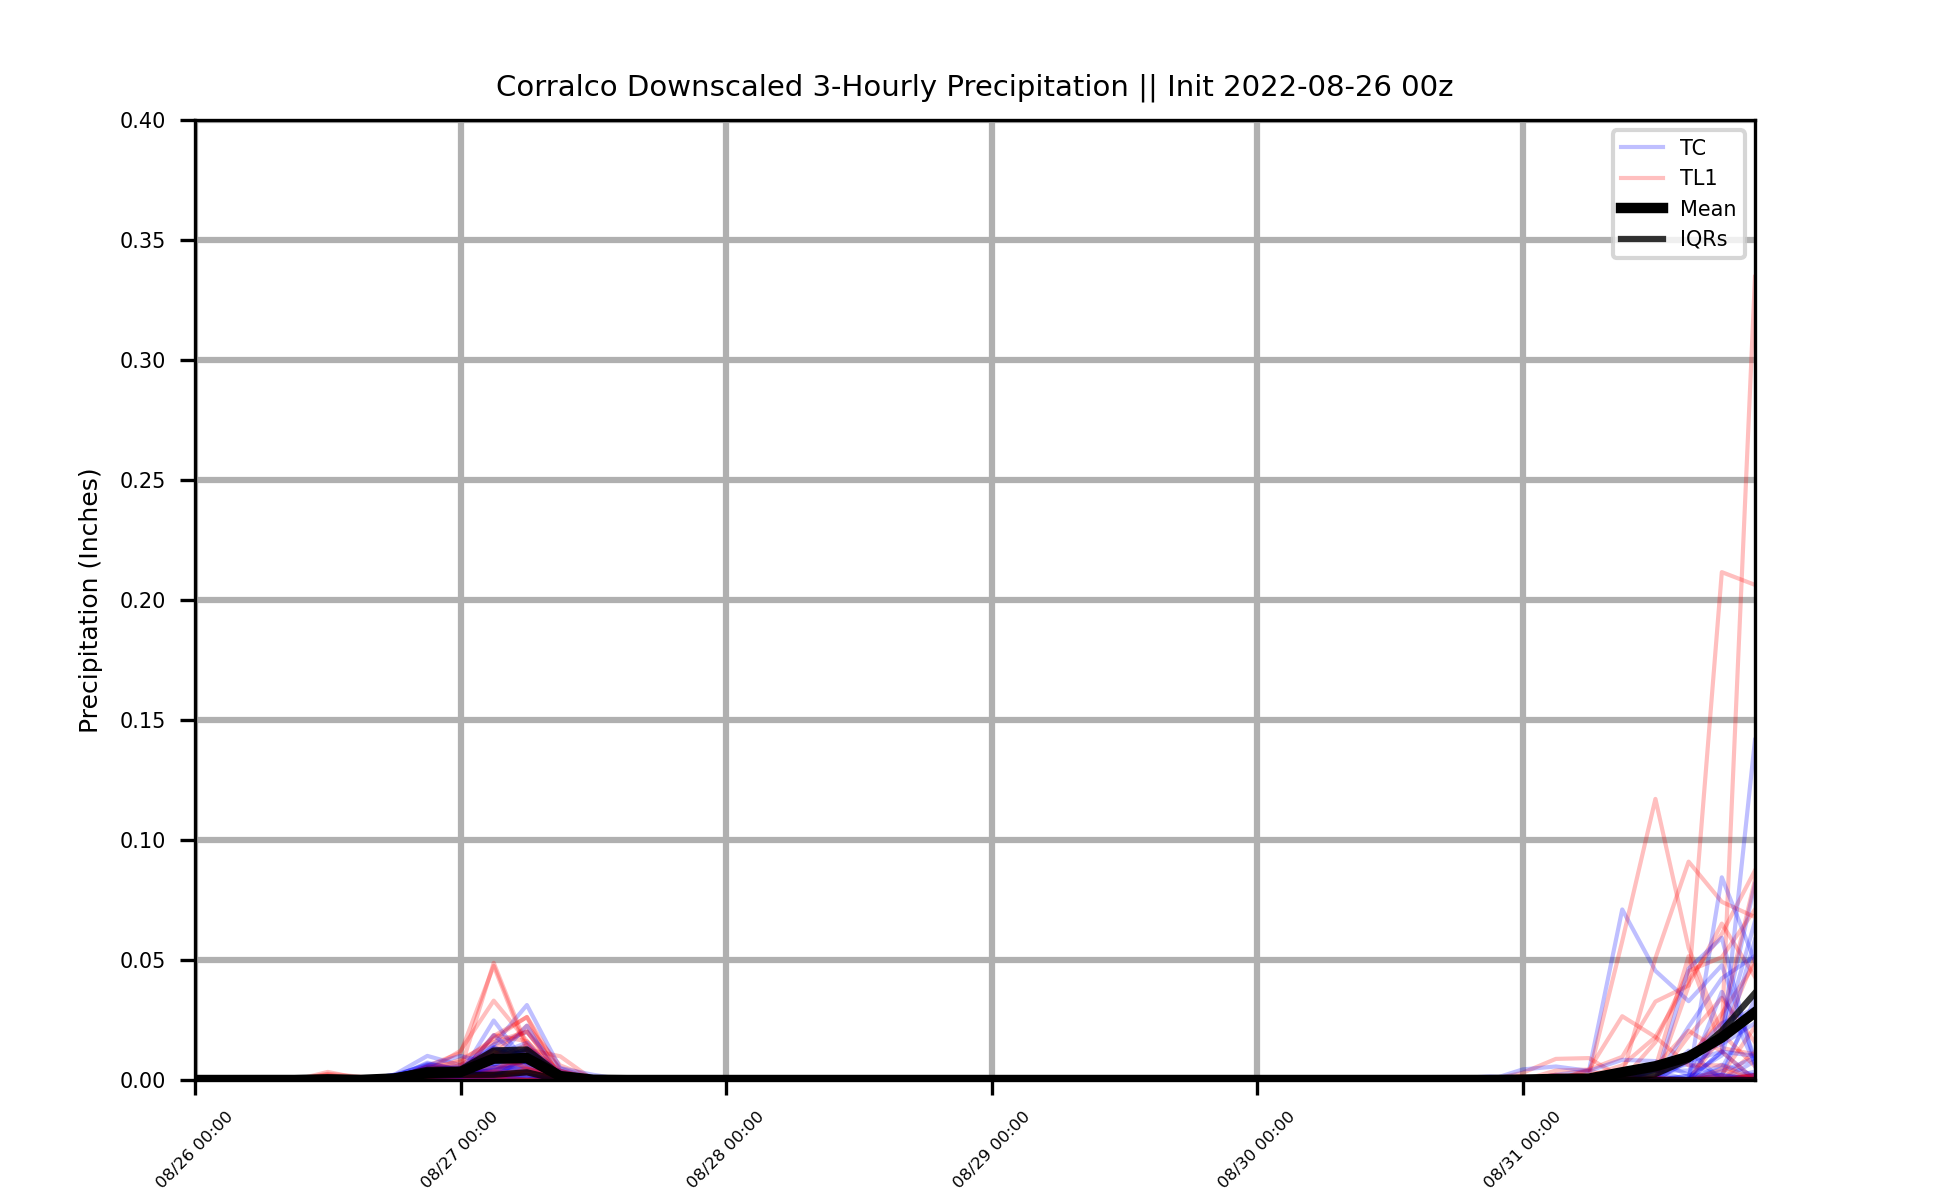 Corralco Downscaled 3-Hourly Precipitation || Init 2022-08-26 00z
0.40
0.35
0.30
0.25
0.20
0.15
0.10
0.05
0.00
Precipitation (Inches)
TC
TL1
Mean
IQRs
08/26 00:00
08/27 00:00
08/28 00:00
08/29 00:00
08/30 00:00
08/31 00:00